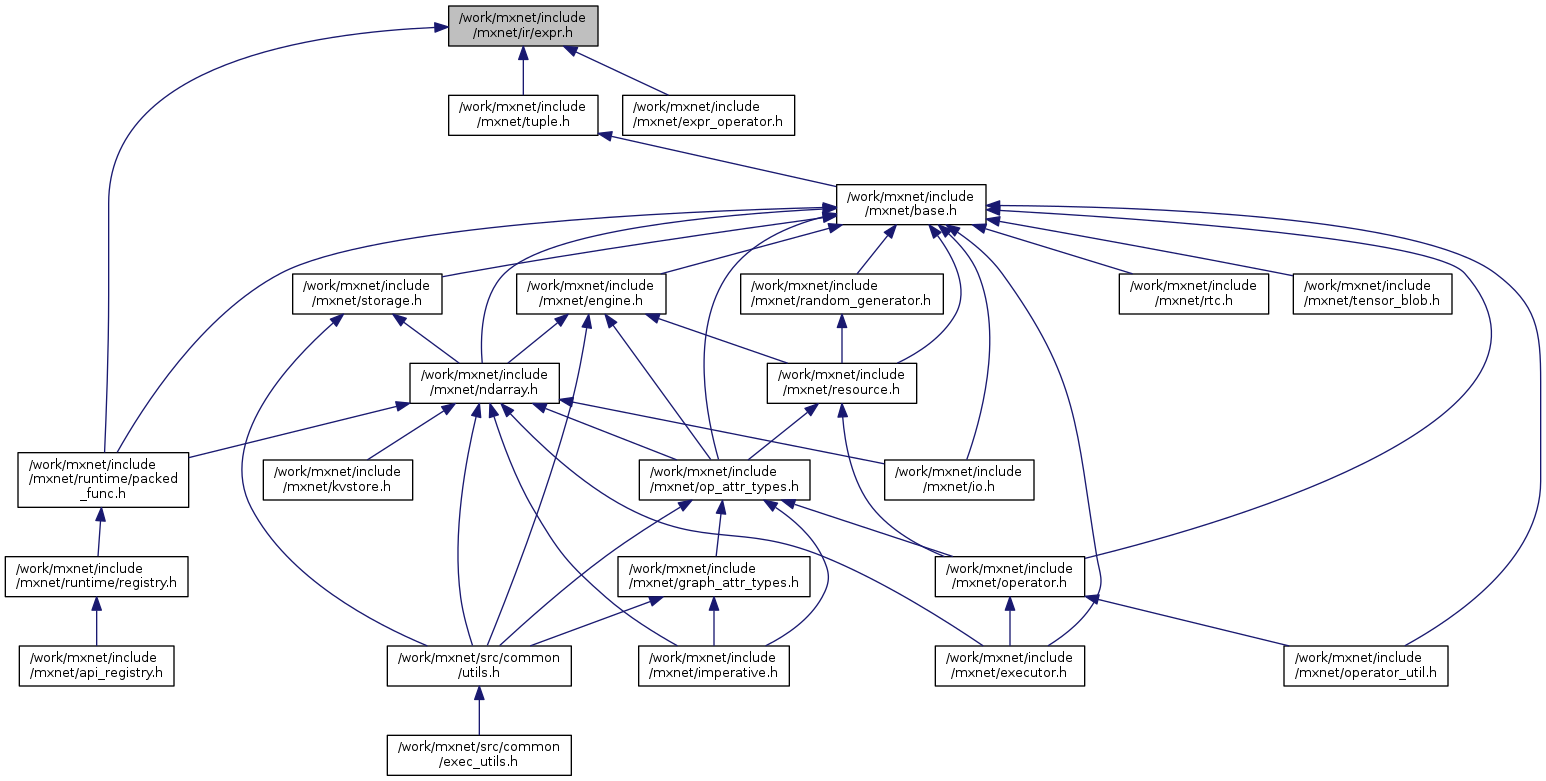 /work/mxnet/include
/mxnet/ir/expr.h
/work/mxnet/include
/mxnet/tuple.h
/work/mxnet/include
/mxnet/expr_operator.h
/work/mxnet/include
/mxnet/base.h
/work/mxnet/include
/mxnet/storage.h
/work/mxnet/include
/mxnet/engine.h
/work/mxnet/include
/mxnet/random_generator.h
/work/mxnet/include
/mxnet/rtc.h
/work/mxnet/include
/mxnet/tensor_blob.h
/work/mxnet/include
/mxnet/ndarray.h
/work/mxnet/include
/mxnet/resource.h
/work/mxnet/include
/mxnet/runtime/packed
_func.h
/work/mxnet/include
/mxnet/kvstore.h
/work/mxnet/include
/mxnet/op_attr_types.h
/work/mxnet/include
/mxnet/io.h
/work/mxnet/include
/mxnet/runtime/registry.h
/work/mxnet/include
/mxnet/graph_attr_types.h
/work/mxnet/include
/mxnet/operator.h
/work/mxnet/include
/mxnet/api_registry.h
/work/mxnet/src/common
/utils.h
/work/mxnet/include
/mxnet/imperative.h
/work/mxnet/include
/mxnet/executor.h
/work/mxnet/include
/mxnet/operator_util.h
/work/mxnet/src/common
/exec_utils.h